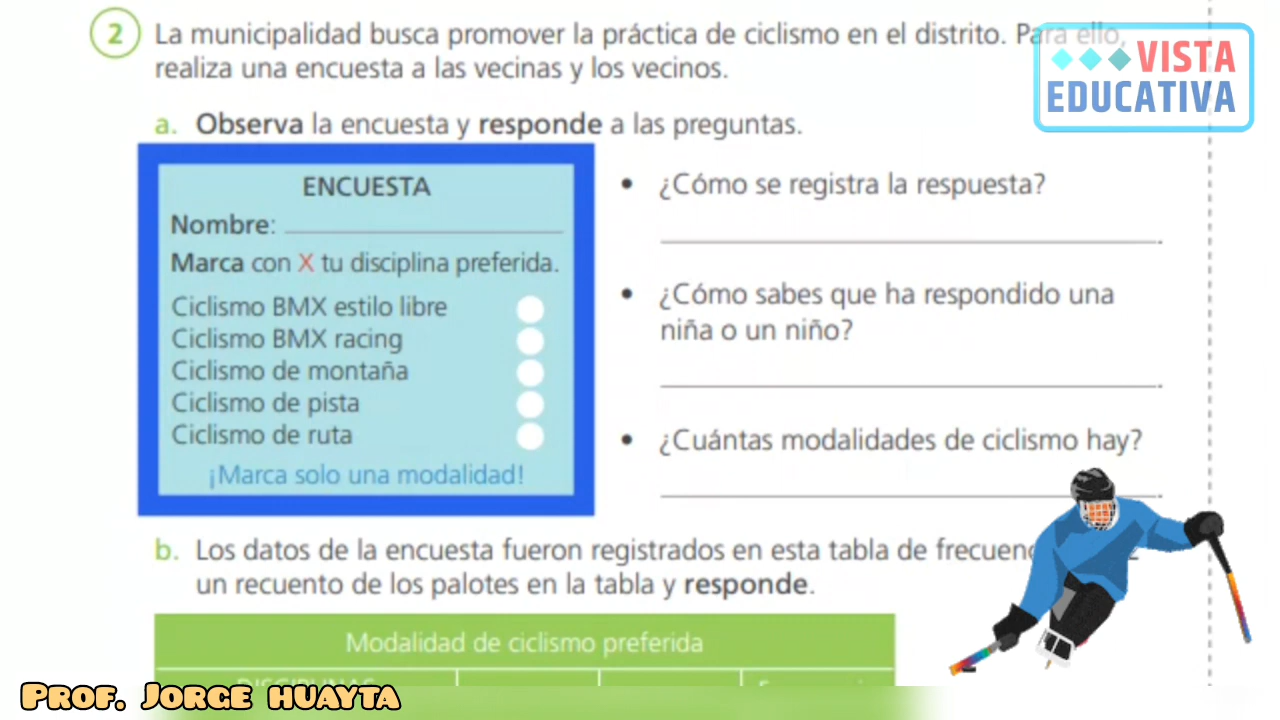 2 La municipalidad busca promover la práctica de ciclismo en el distrito. Para ello,
realiza una encuesta a las vecinas y los vecinos.
VISTA
EDUCATIVA
a. Observa la encuesta y responde a las preguntas.
ENCUESTA
Nombre:
Marca con X tu disciplina preferida.
Ciclismo BMX estilo libre
Ciclismo BMX racing
Ciclismo de montaña
Ciclismo de pista
Ciclismo de ruta
¡Marca solo una modalidad!
• ¿Cómo se registra la respuesta?
• ¿Cómo sabes que ha respondido una
niña o un niño?
• ¿Cuántas modalidades de ciclismo hay?
b. Los datos de la encuesta fueron registrados en esta tabla de
un recuento de los palotes en la tabla y responde.
Modalidad de ciclismo preferida
Prof. Jorge huayta